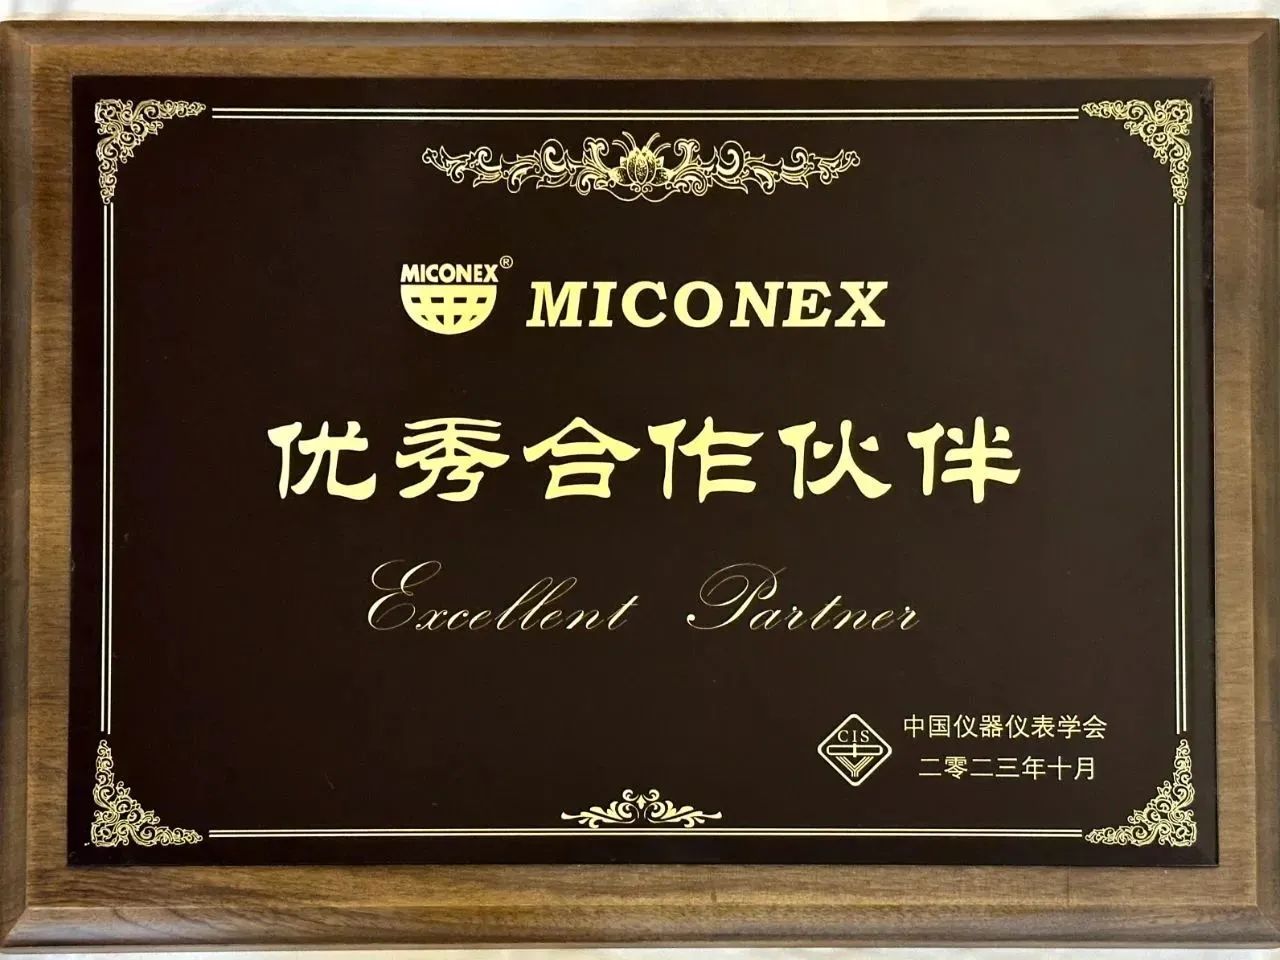 MICONEX® MICONEX
优秀合作伙伴
Excellent Partner
CIS 中国仪器仪表学会
二零二三年十月